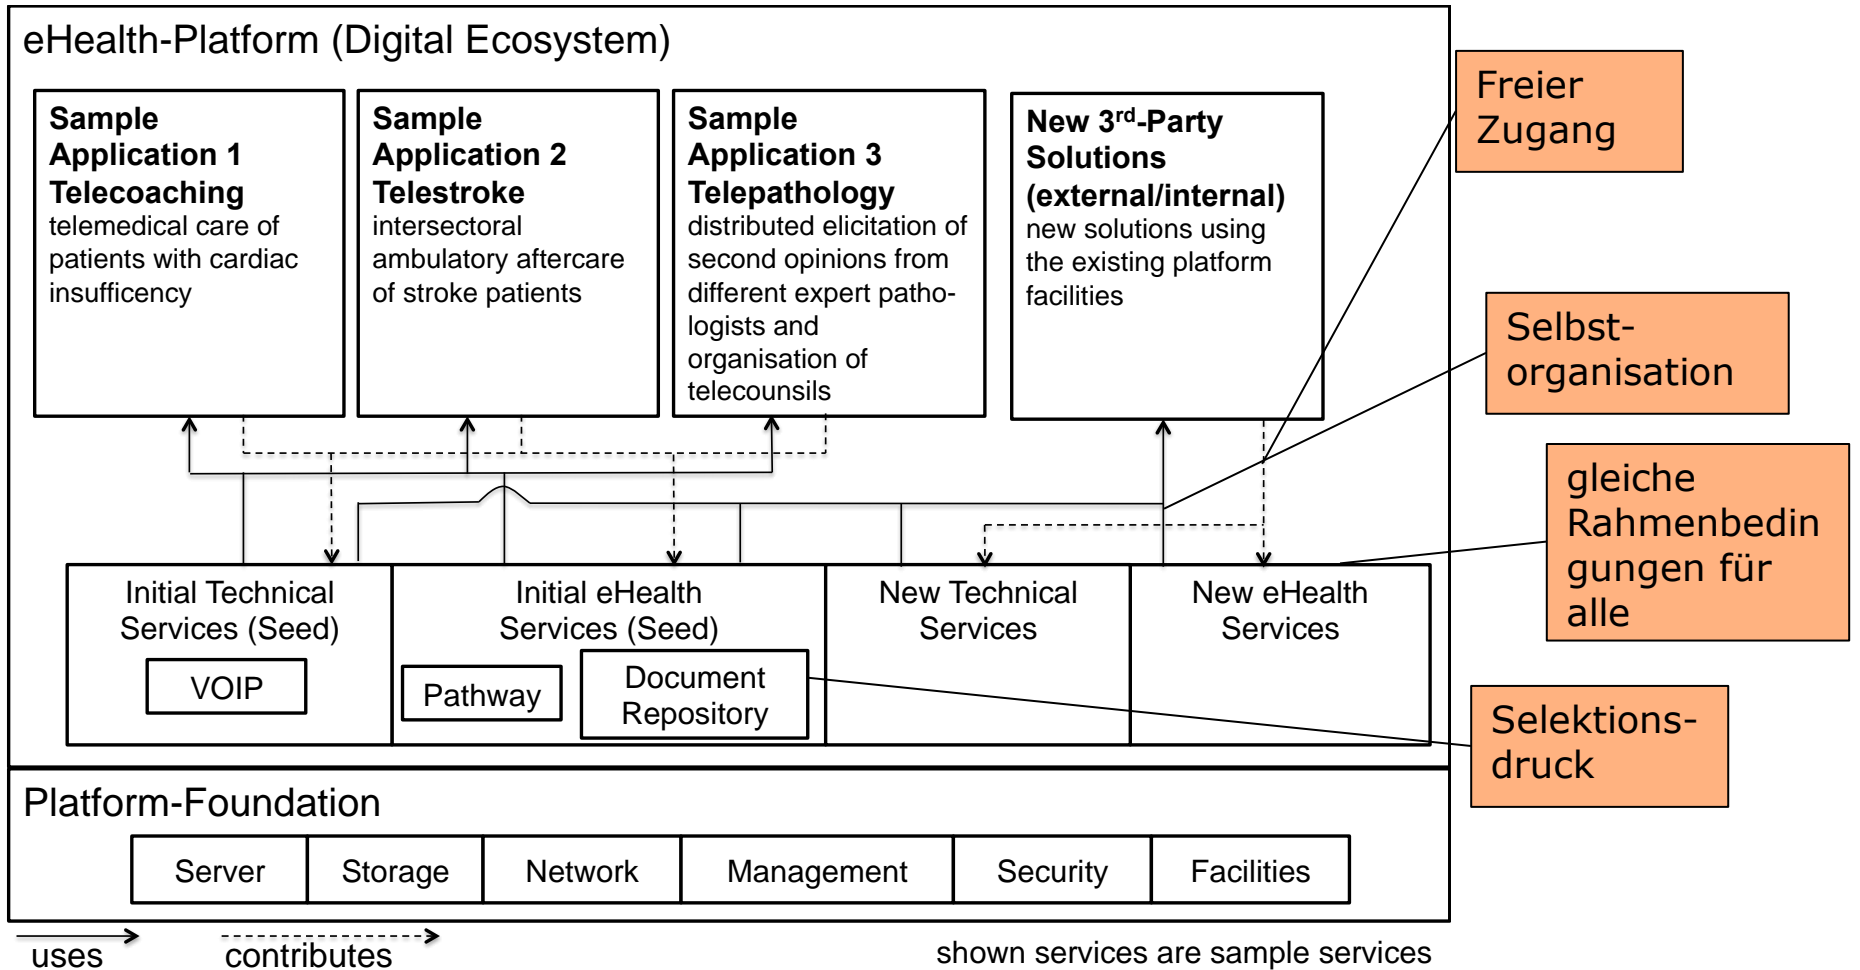 eHealth-Platform (Digital Ecosystem)
Sample
Application 1
Telecoaching
telemedical care of
patients with cardiac
insufficency
Sample
Application 2
Telestroke
intersectoral
ambulatory aftercare
of stroke patients
Sample
Application 3
Telepathology
distributed elicitation of
second opinions from
different expert patho-
logists and
organisation of
telecounsils
New 3rd-Party
Solutions
(external/internal)
new solutions using
the existing platform
facilities
Freier
Zugang
Selbst-
organisation
gleiche
Rahmenbedin
gungen für
alle
Selektions-
druck
Initial Technical
Services (Seed)
VOIP
Initial eHealth
Services (Seed)
Pathway
Document
Repository
New Technical
Services
New eHealth
Services
Platform-Foundation
Server
Storage
Network
Management
Security
Facilities
uses
contributes
shown services are sample services